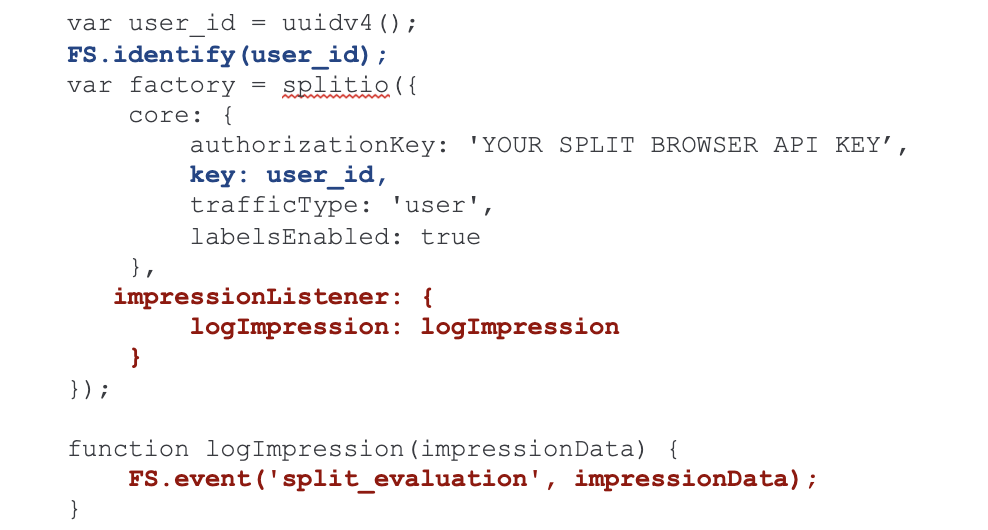 var user_id = uuidv4();
FS.identify(user_id);
var factory = splitio({
    core: {
        authorizationKey: 'YOUR SPLIT BROWSER API KEY’,
        key: user_id,
        trafficType: 'user',
        labelsEnabled: true
    },
   impressionListener: {
        logImpression: logImpression
    }
});

function logImpression(impressionData) {
    FS.event('split_evaluation', impressionData);
}